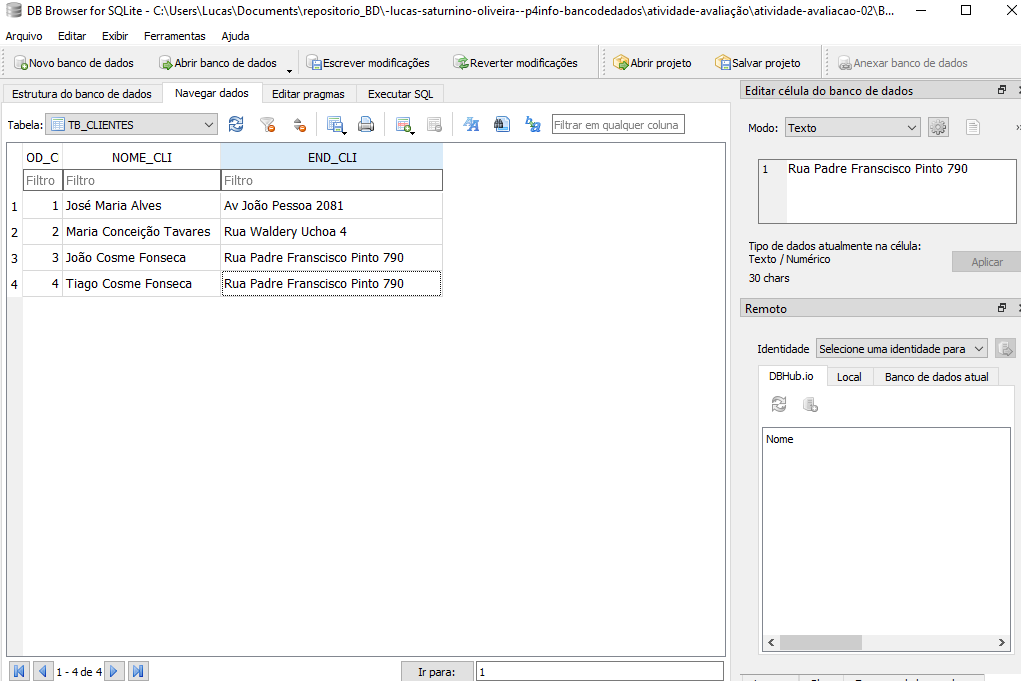 DB Browser for SQLite - C:\Users\Lucas\Documents\repositorio_BD\-lucas-saturnino-oliveira--p4info-bancodedados\atividade-avaliação\atividade-avaliacao-02\B...
Arquivo Editar Exibir Ferramentas Ajuda
Novo banco de dados Abrir banco de dados Escrever modificações Reverter modificações Abrir projeto Salvar projeto Anexar banco de dados
Estrutura do banco de dados Navegar dados Editar pragmas Executar SQL
Tabela: TB_CLIENTES Filtrar em qualquer coluna
OD_C NOME_CLI END_CLI
Filtro Filtro Filtro
1 1 José Maria Alves Av João Pessoa 2081
2 2 Maria Conceição Tavares Rua Waldery Uchoa 4
3 3 João Cosme Fonseca Rua Padre Franscisco Pinto 790
4 4 Tiago Cosme Fonseca Rua Padre Franscisco Pinto 790
1 - 4 de 4 Ir para: 1
Editar célula do banco de dados
Modo: Texto
1 Rua Padre Franscisco Pinto 790
Tipo de dados atualmente na célula:
Texto / Numérico
30 chars
Aplicar
Remoto
Identidade Selecione uma identidade para
DBHub.io Local Banco de dados atual
Nome